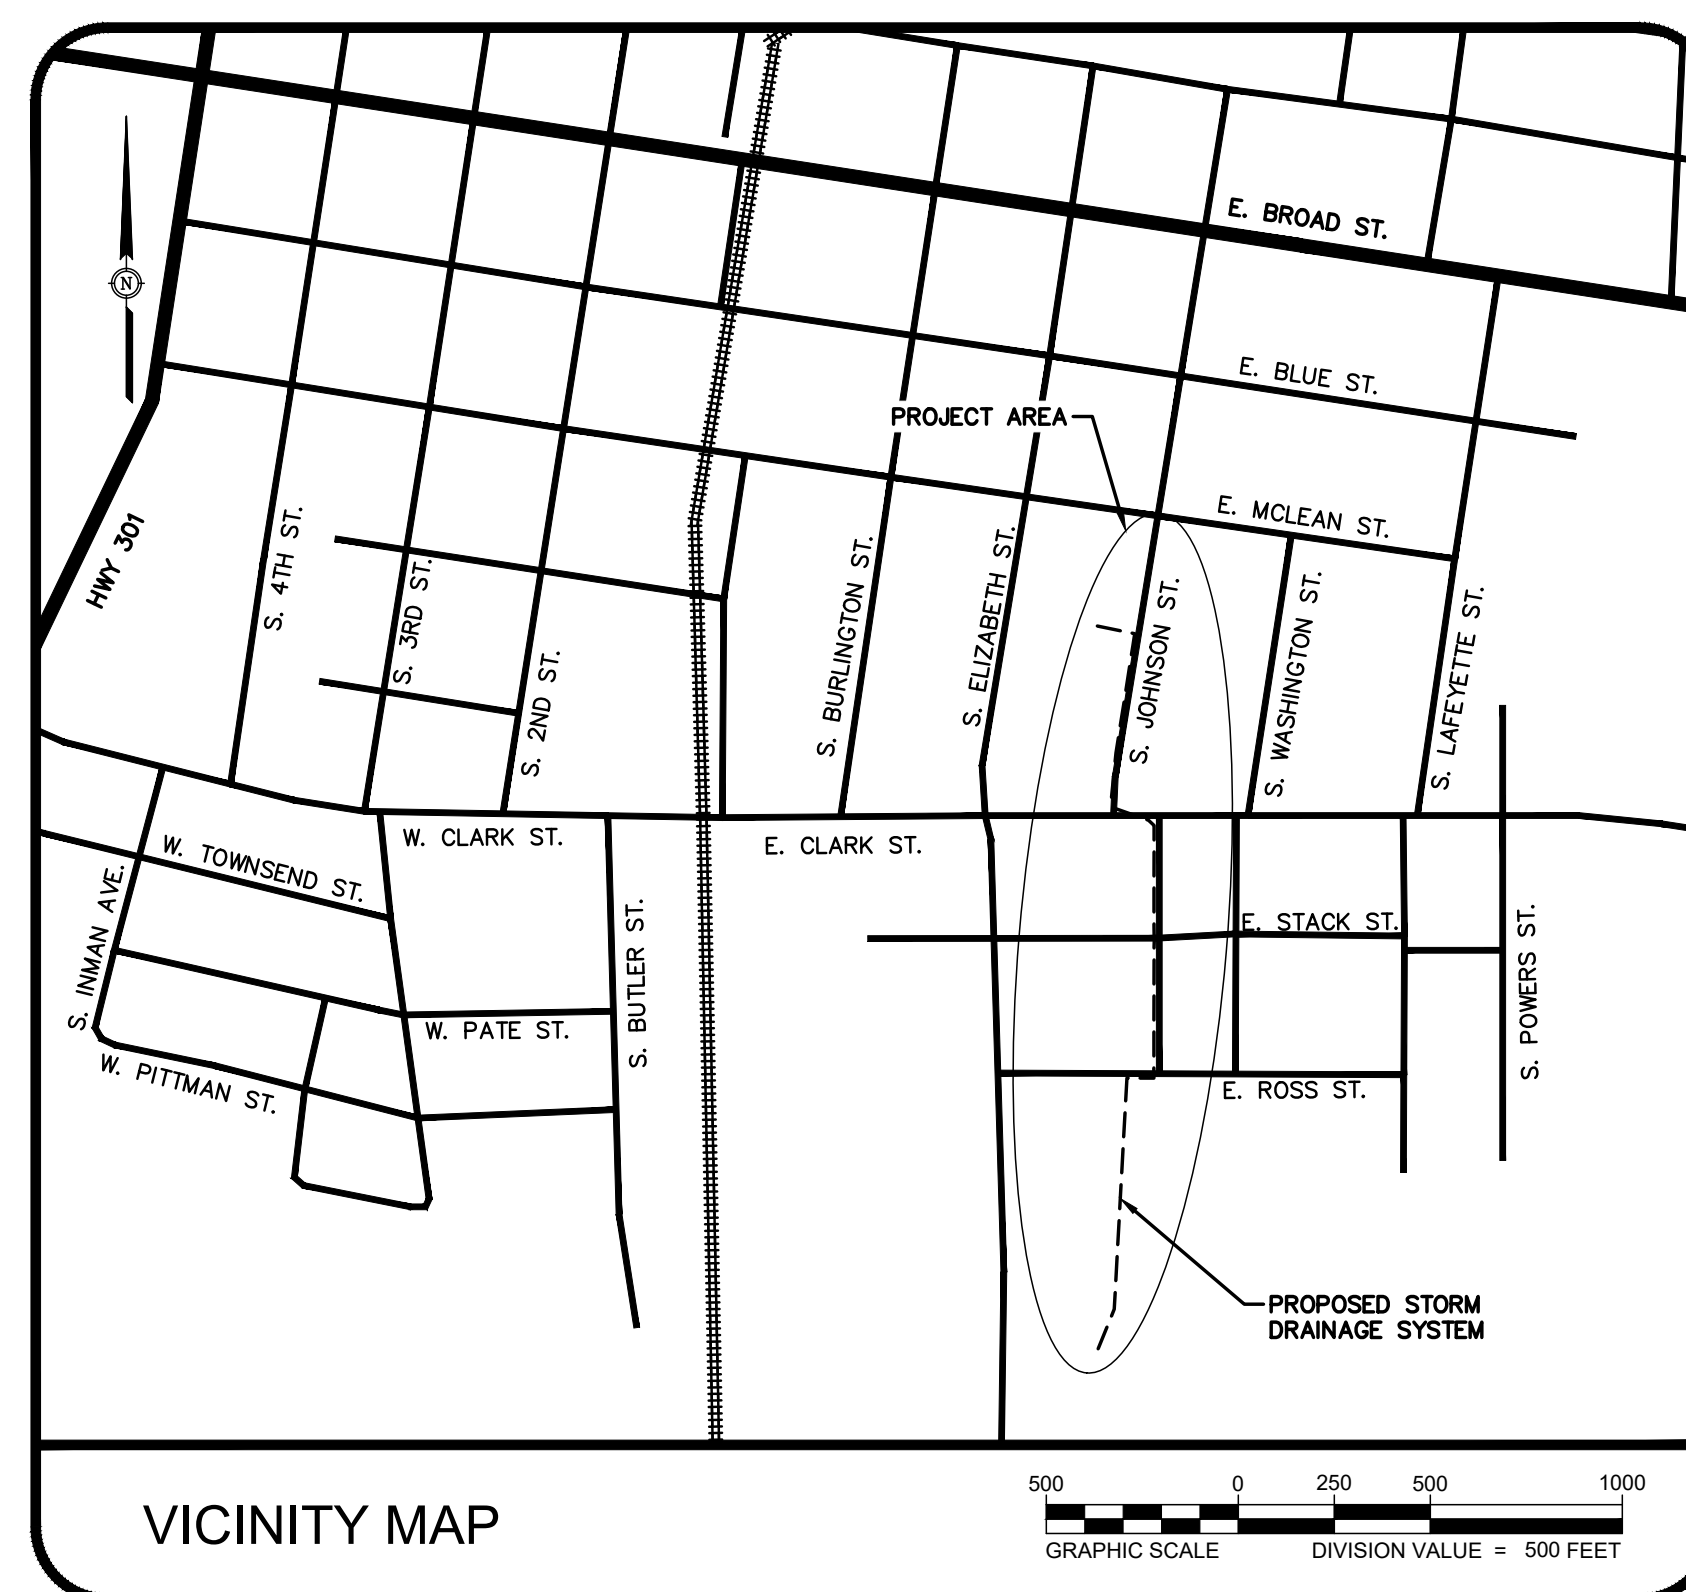 E. BROAD ST.
N
E. BLUE ST.
PROJECT AREA
E. MCLEAN ST.
HWY 301
S. 4TH ST.
S. 3RD ST.
S. 2ND ST.
S. BURLINGTON ST.
S. ELIZABETH ST.
S. JOHNSON ST.
S. WASHINGTON ST.
S. LAFEYETTE ST.
W. TOWNSEND ST.
W. CLARK ST.
E. CLARK ST.
S. INMAN AVE.
S. BUTLER ST.
E. STACK ST.
S. POWERS ST.
W. PATE ST.
W. PITTMAN ST.
E. ROSS ST.
PROPOSED STORM
DRAINAGE SYSTEM
VICINITY MAP
500 0 250 500 1000
GRAPHIC SCALE DIVISION VALUE = 500 FEET